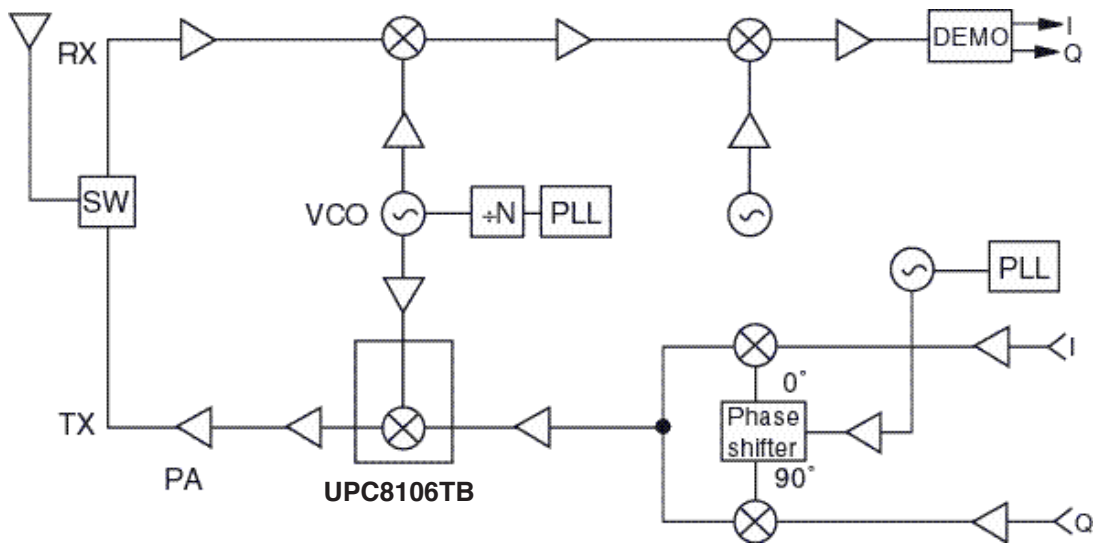 RX
DEMO
I
Q
SW
VCO
÷N
PLL
PLL
I
0°
Phase
shifter
90°
TX
PA
UPC8106TB
Q